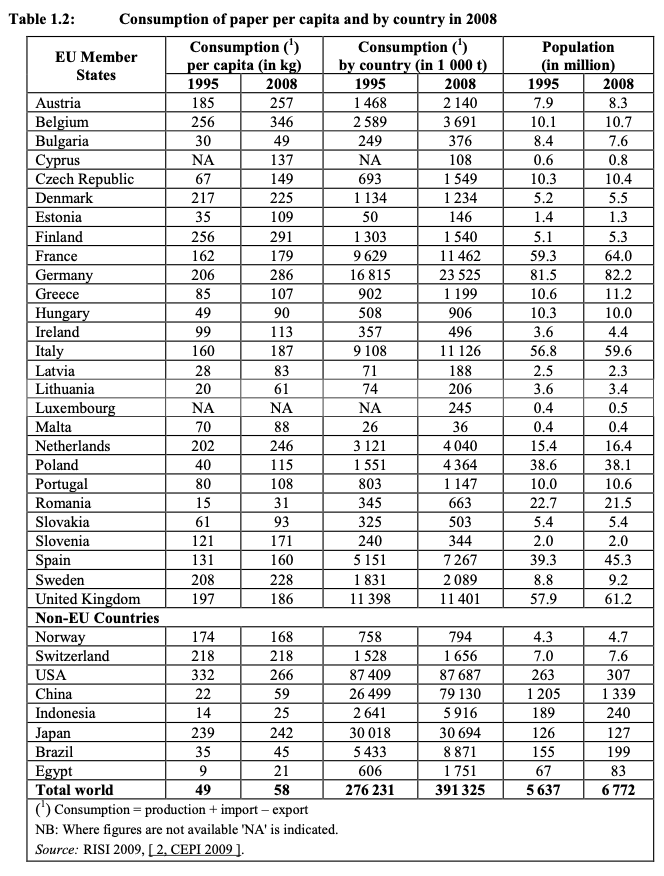 Table 1.2: Consumption of paper per capita and by country in 2008
EU Member States Consumption (¹) per capita (in kg) Consumption (¹) by country (in 1 000 t) Population (in million)
1995 2008 1995 2008 1995 2008
Austria 185 257 1 468 2 140 7.9 8.3
Belgium 256 346 2 589 3 691 10.1 10.7
Bulgaria 30 49 249 376 8.4 7.6
Cyprus NA 137 NA 108 0.6 0.8
Czech Republic 67 149 693 1 549 10.3 10.4
Denmark 217 225 1 134 1 234 5.2 5.5
Estonia 35 109 50 146 1.4 1.3
Finland 256 291 1 303 1 540 5.1 5.3
France 162 179 9 629 11 462 59.3 64.0
Germany 206 286 16 815 23 525 81.5 82.2
Greece 85 107 902 1 199 10.6 11.2
Hungary 49 90 508 906 10.3 10.0
Ireland 99 113 357 496 3.6 4.4
Italy 160 187 9 108 11 126 56.8 59.6
Latvia 28 83 71 188 2.5 2.3
Lithuania 20 61 74 206 3.6 3.4
Luxembourg NA NA NA 245 0.4 0.5
Malta 70 88 26 36 0.4 0.4
Netherlands 202 246 3 121 4 040 15.4 16.4
Poland 40 115 1 551 4 364 38.6 38.1
Portugal 80 108 803 1 147 10.0 10.6
Romania 15 31 345 663 22.7 21.5
Slovakia 61 93 325 503 5.4 5.4
Slovenia 121 171 240 344 2.0 2.0
Spain 131 160 5 151 7 267 39.3 45.3
Sweden 208 228 1 831 2 089 8.8 9.2
United Kingdom 197 186 11 398 11 401 57.9 61.2
Non-EU Countries
Norway 174 168 758 794 4.3 4.7
Switzerland 218 218 1 528 1 656 7.0 7.6
USA 332 266 87 409 87 687 263 307
China 22 59 26 499 79 130 1 205 1 339
Indonesia 14 25 2 641 5 916 189 240
Japan 239 242 30 018 30 694 126 127
Brazil 35 45 5 433 8 871 155 199
Egypt 9 21 606 1 751 67 83
Total world 49 58 276 231 391 325 5 637 6 772
(¹) Consumption = production + import – export
NB: Where figures are not available 'NA' is indicated.
Source: RISI 2009, [ 2, CEPI 2009 ].